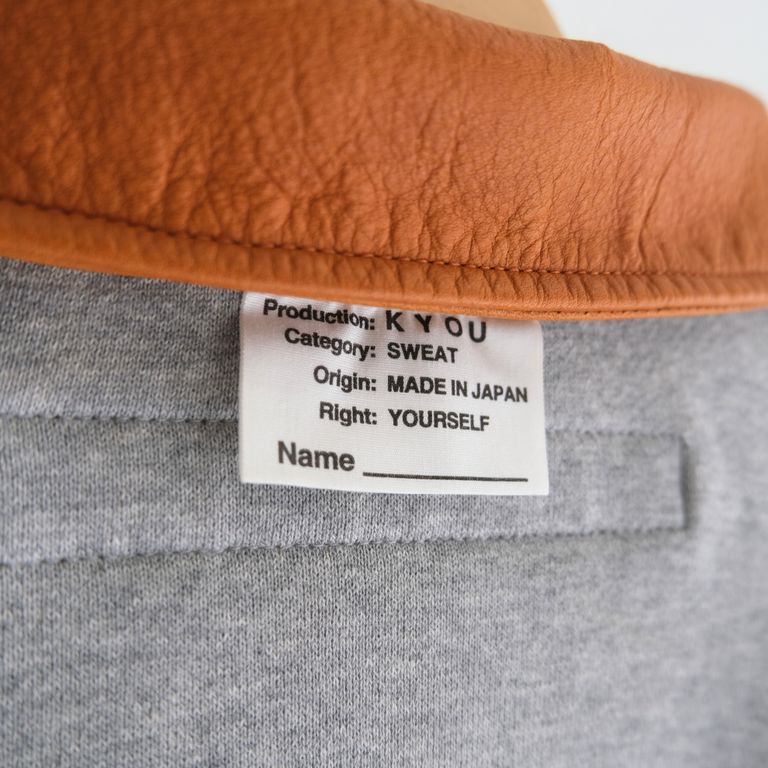 Production: KYOU
Category: SWEAT
Origin: MADE IN JAPAN
Right: YOURSELF
Name